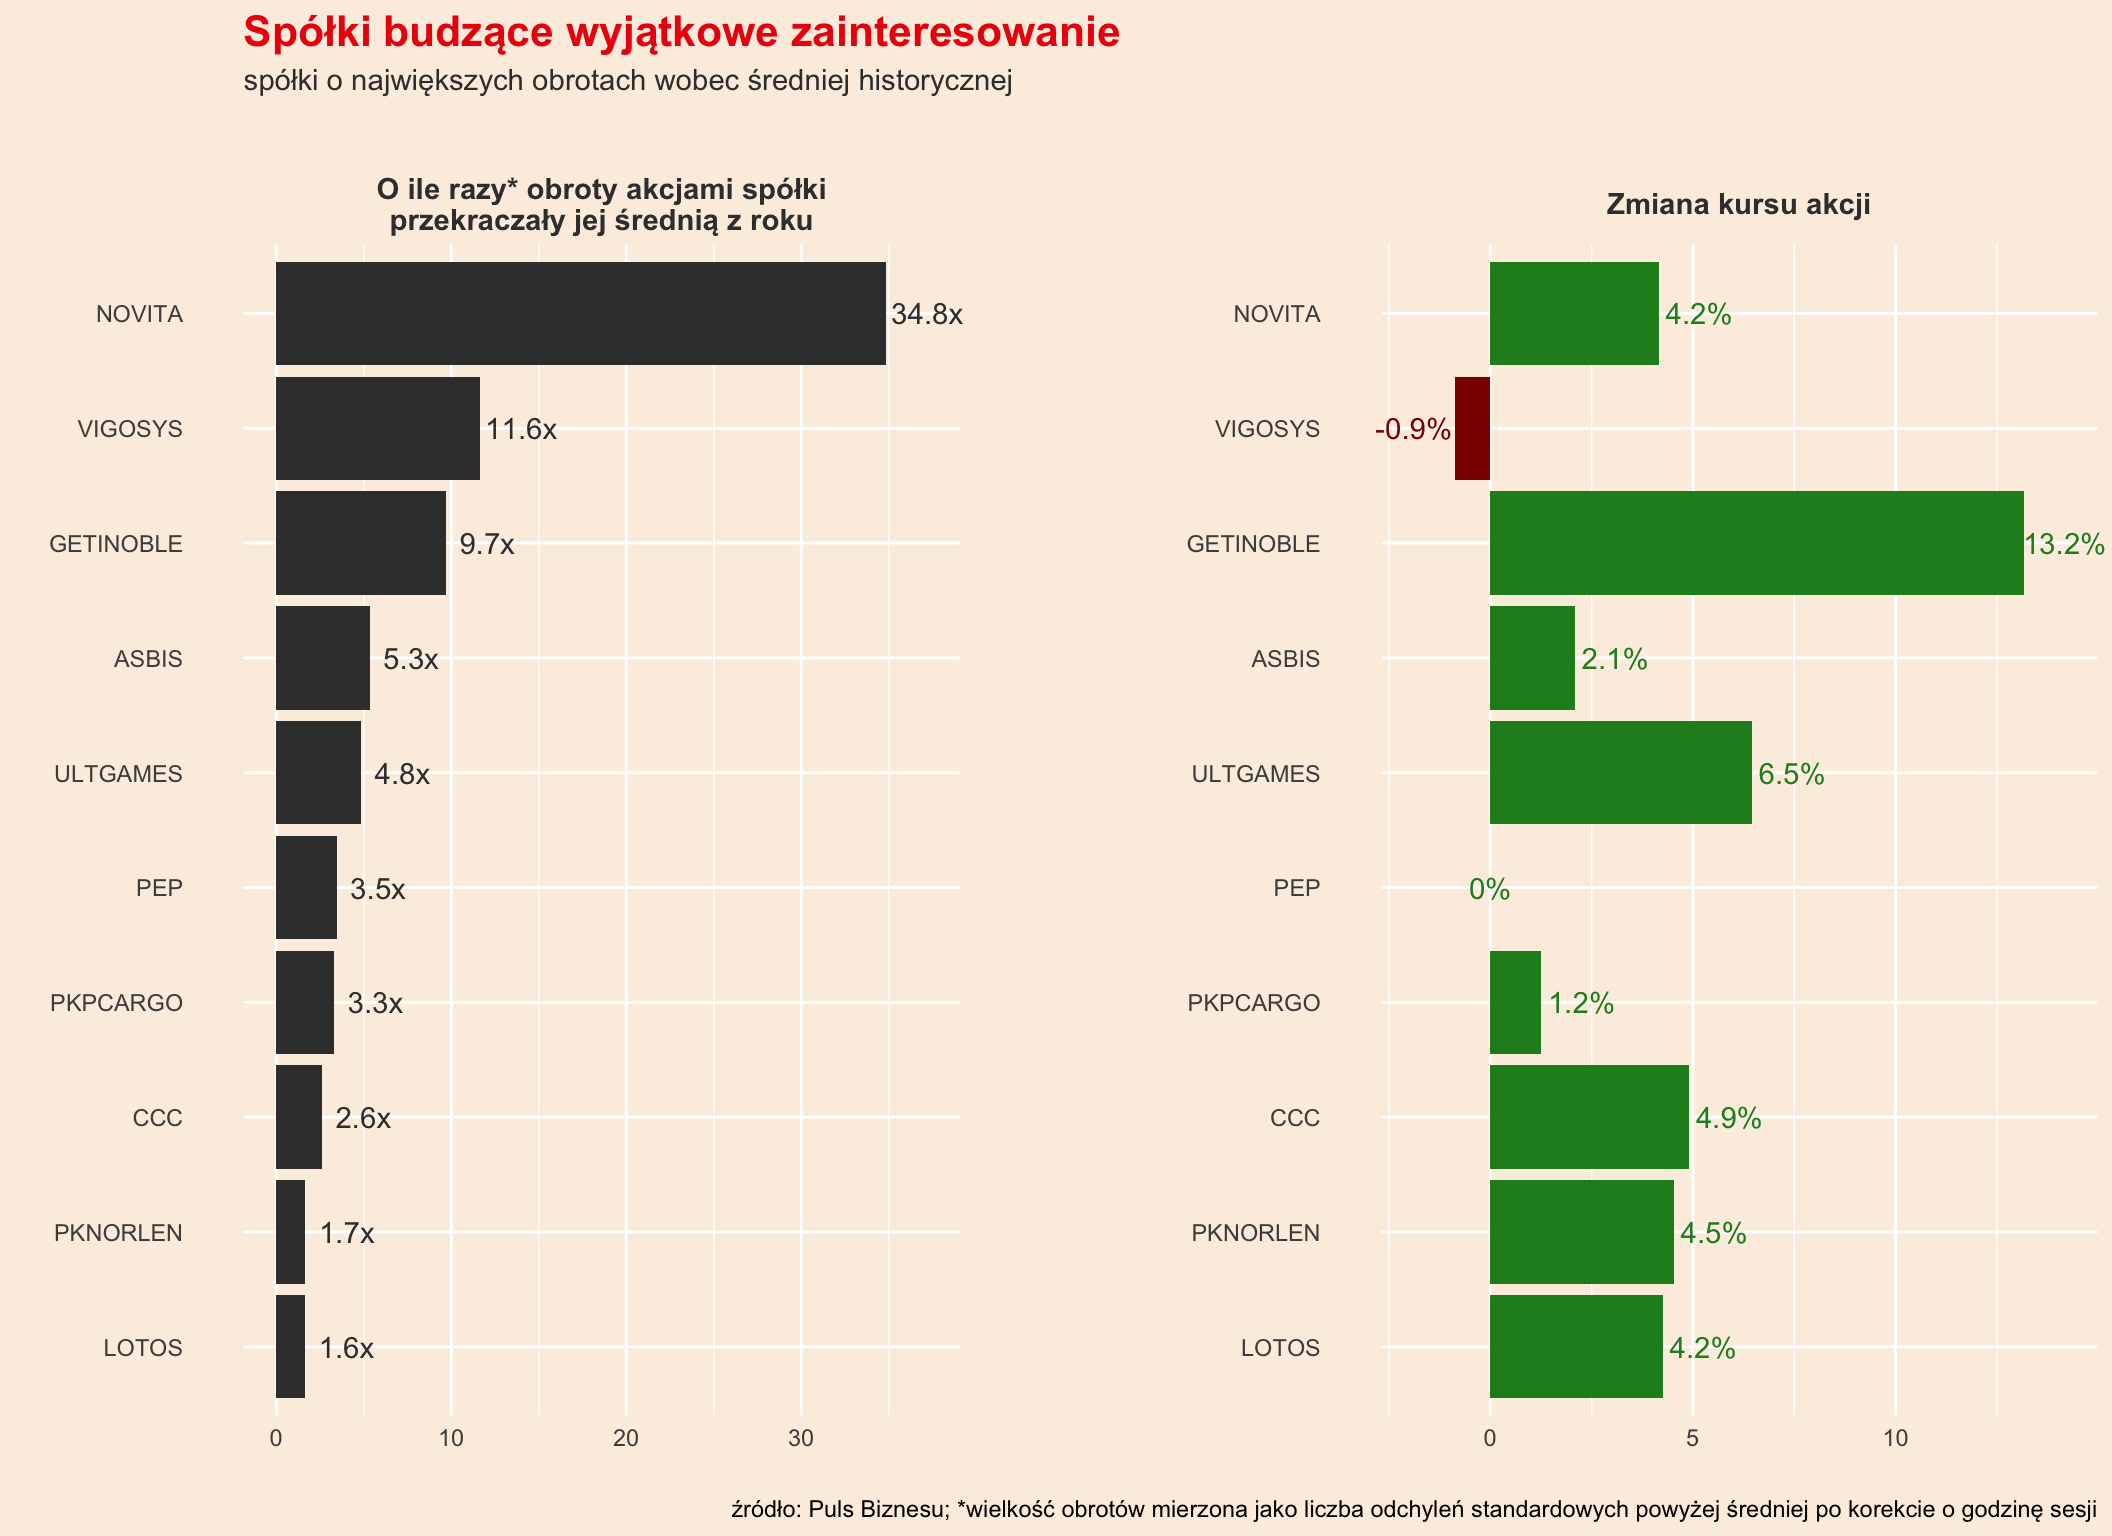 Spółki budzące wyjątkowe zainteresowanie
spółki o największych obrotach wobec średniej historycznej
O ile razy* obroty akcjami spółki
przekraczały jej średnią z roku
NOVITA 34.8x
VIGOSYS 11.6x
GETINOBLE 9.7x
ASBIS 5.3x
ULTGAMES 4.8x
PEP 3.5x
PKPCARGO 3.3x
CCC 2.6x
PKNORLEN 1.7x
LOTOS 1.6x
0 10 20 30
Zmiana kursu akcji
NOVITA 4.2%
VIGOSYS -0.9%
GETINOBLE 13.2%
ASBIS 2.1%
ULTGAMES 6.5%
PEP 0%
PKPCARGO 1.2%
CCC 4.9%
PKNORLEN 4.5%
LOTOS 4.2%
0 5 10
źródło: Puls Biznesu; *wielkość obrotów mierzona jako liczba odchyleń standardowych powyżej średniej po korekcie o godzinę sesji